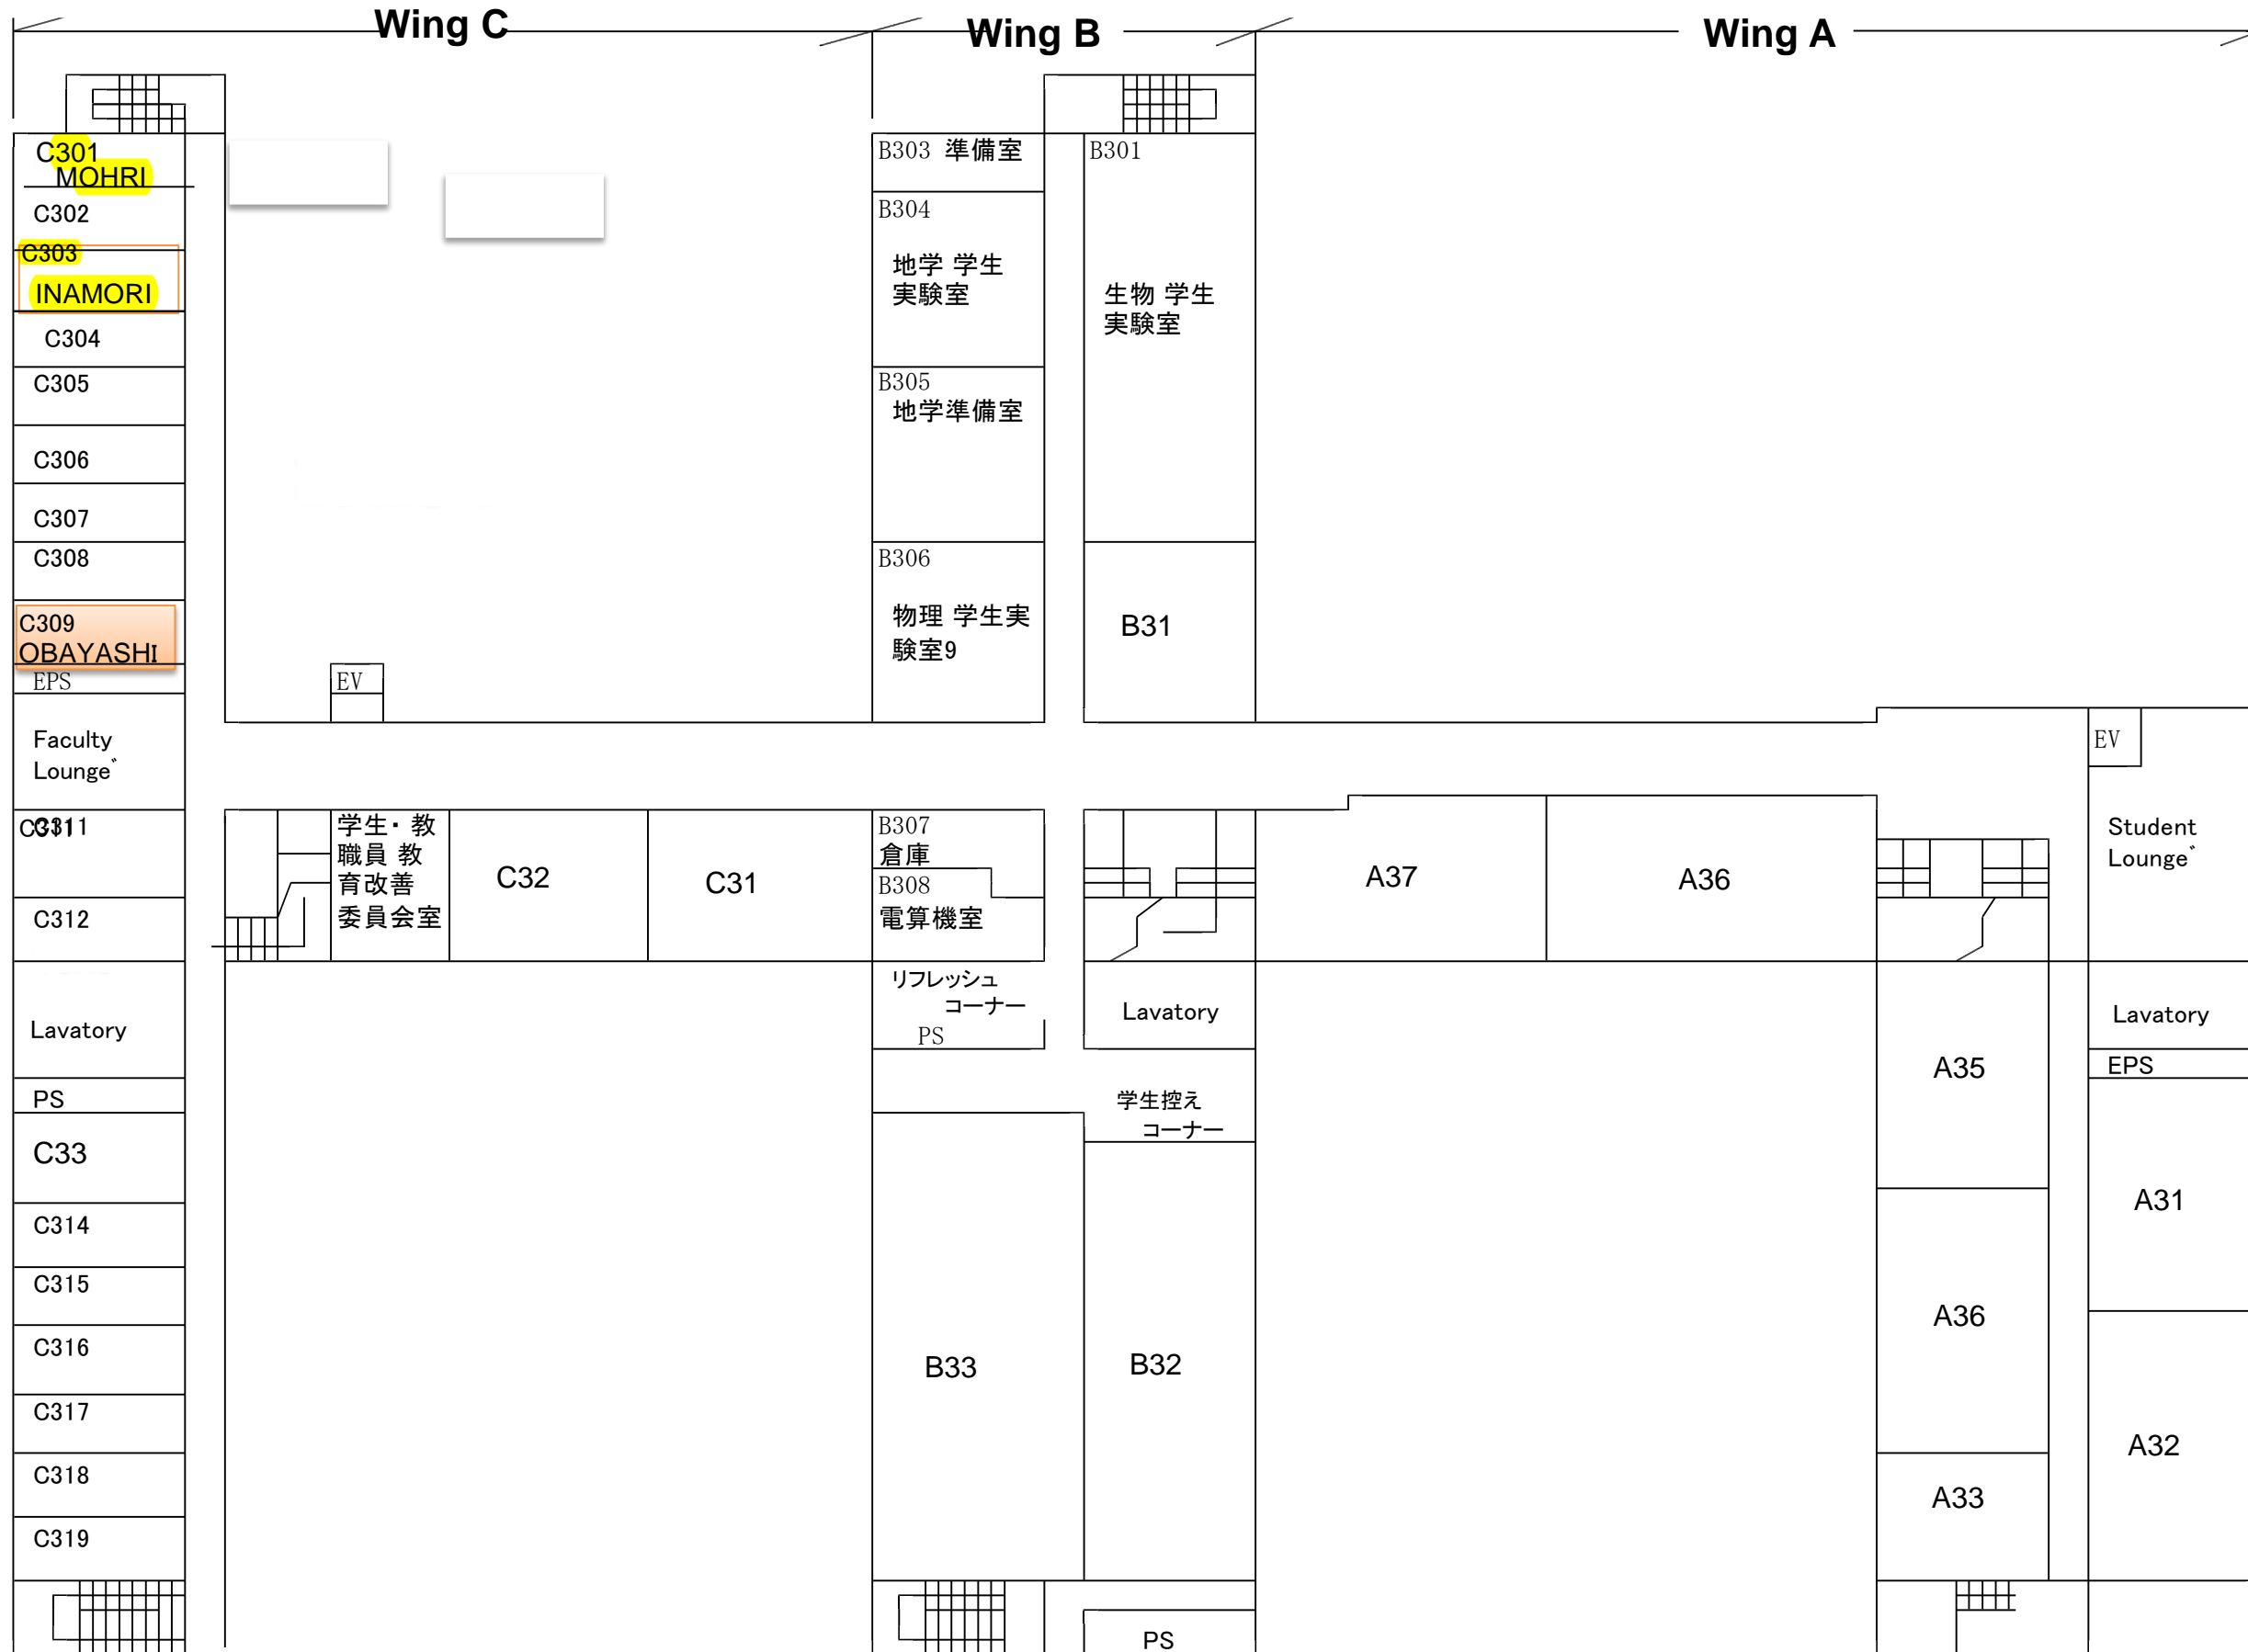 Wing C
Wing B
Wing A
C301
MOHRI
C302
C303
INAMORI
C304
C305
C306
C307
C308
C309
OBAYASHI
EPS
Faculty
Lounge゛
C311
C311
C312
Lavatory
PS
C33
C314
C315
C316
C317
C318
C319
EV
学生・教
職員 教
育改善
委員会室
C32
C31
B303 準備室
B304
地学 学生
実験室
B305
地学準備室
B306
物理 学生実
験室9
B307
倉庫
B308
電算機室
リフレッシュ
コーナー
PS
B33
B301
生物 学生
実験室
B31
Lavatory
学生控え
コーナー
B32
PS
A37
A36
A35
A36
A33
EV
Student
Lounge゛
Lavatory
EPS
A31
A32